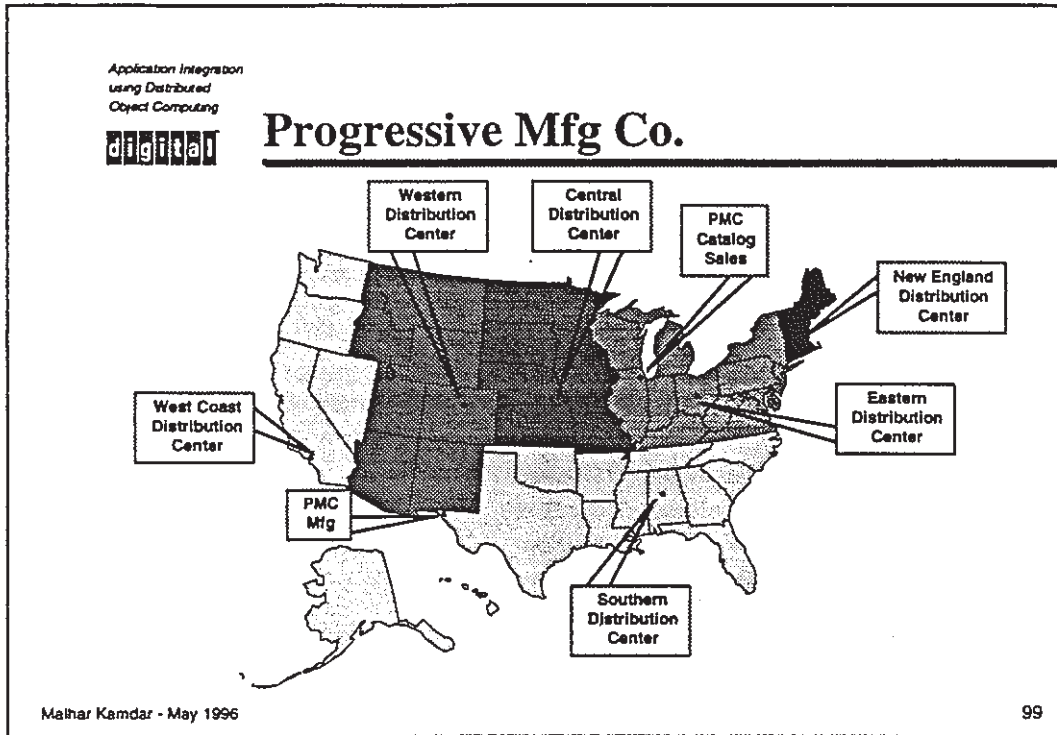 Application Integration
using Distributed
Object Computing
digital
Progressive Mfg Co.
Western
Distribution
Center
Central
Distribution
Center
PMC
Catalog
Sales
New England
Distribution
Center
West Coast
Distribution
Center
Eastern
Distribution
Center
PMC
Mfg
Southern
Distribution
Center
Malhar Kamdar - May 1996
99